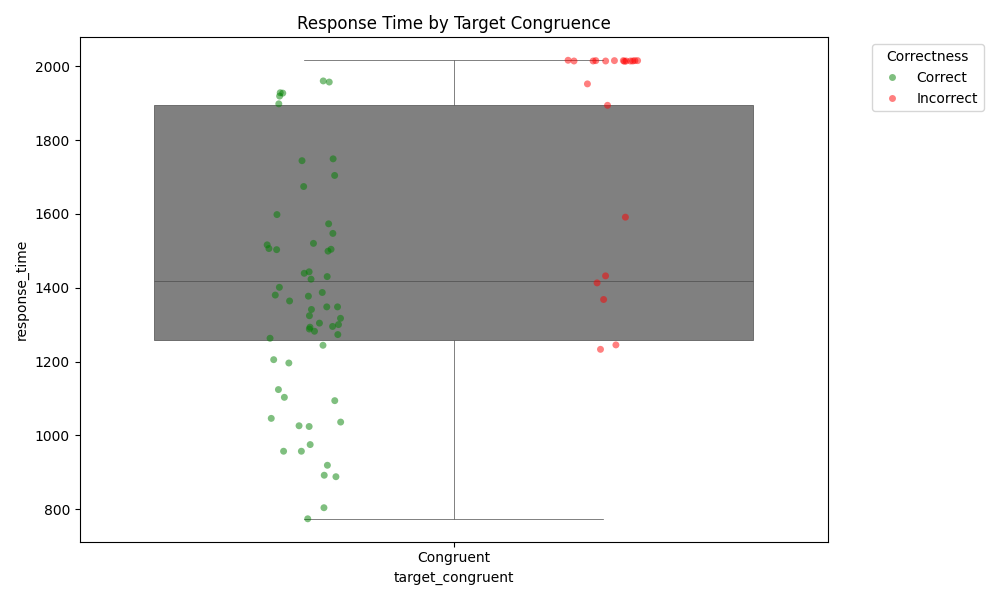 Response Time by Target Congruence
Correctness
Correct
Incorrect
response_time
2000
1800
1600
1400
1200
1000
800
Congruent
target_congruent